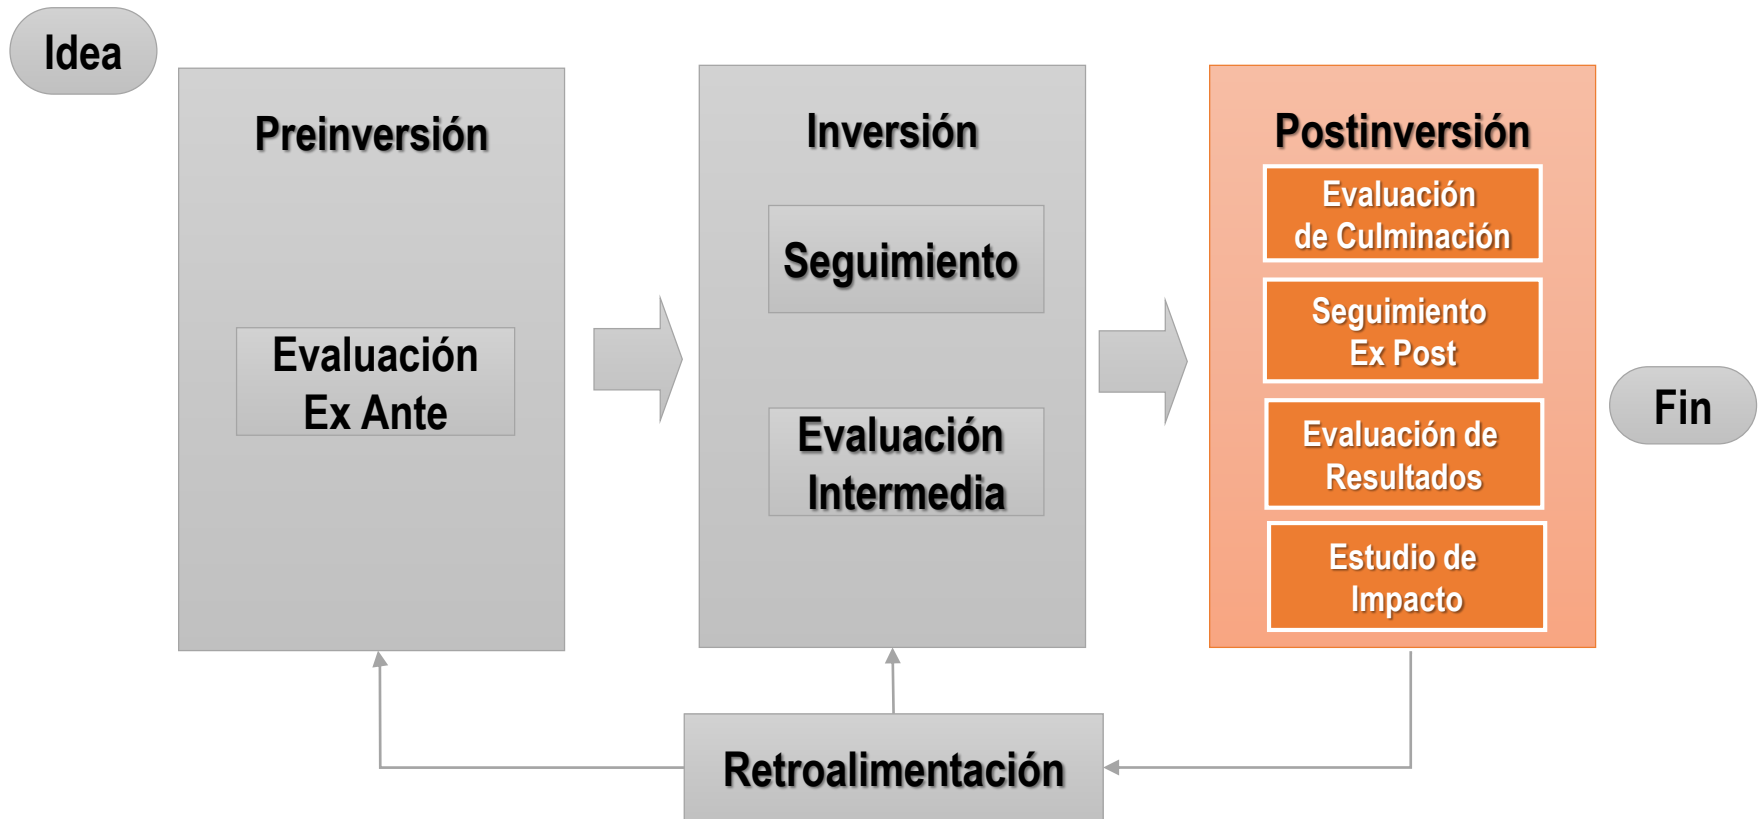 Idea
Preinversión
Evaluación
Ex Ante
Inversión
Seguimiento
Evaluación
Intermedia
Postinversión
Evaluación
de Culminación
Seguimiento
Ex Post
Evaluación de
Resultados
Estudio de
Impacto
Fin
Retroalimentación